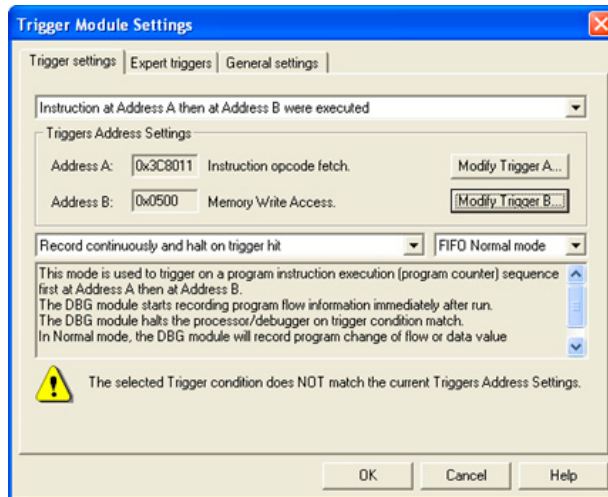 Trigger Module Settings
Trigger settings
Expert triggers
General settings
Instruction at Address A then at Address B were executed
Triggers Address Settings
Address A: 0x3C8011 Instruction opcode fetch. Modify Trigger A...
Address B: 0x0500 Memory Write Access. Modify Trigger B...
Record continuously and halt on trigger hit FIFO Normal mode
This mode is used to trigger on a program instruction execution (program counter) sequence
first at Address A then at Address B.
The DBG module starts recording program flow information immediately after run.
The DBG module halts the processor/debugger on trigger condition match.
In Normal mode, the DBG module will record program change of flow or data value
The selected Trigger condition does NOT match the current Triggers Address Settings.
OK Cancel Help